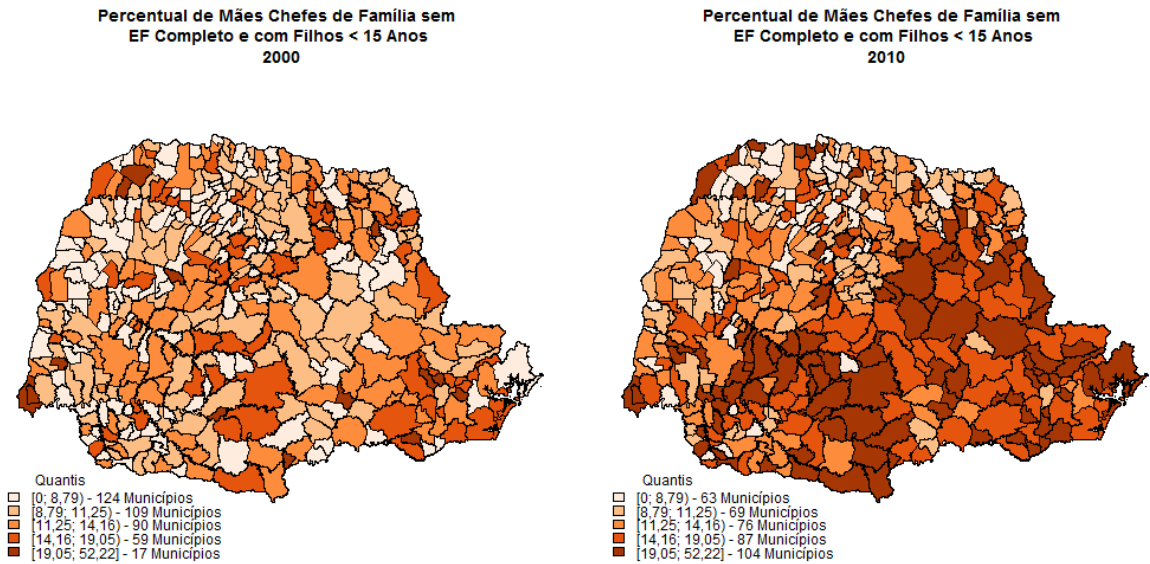 Percentual de Mães Chefes de Família sem
EF Completo e com Filhos < 15 Anos
2000
Quantis
[0; 8,79) - 124 Municípios
[8,79; 11,25) - 109 Municípios
[11,25; 14,16) - 90 Municípios
[14,16; 19,05) - 59 Municípios
[19,05; 52,22] - 17 Municípios
Percentual de Mães Chefes de Família sem
EF Completo e com Filhos < 15 Anos
2010
Quantis
[0; 8,79) - 63 Municípios
[8,79; 11,25) - 69 Municípios
[11,25; 14,16) - 76 Municípios
[14,16; 19,05) - 87 Municípios
[19,05; 52,22] - 104 Municípios